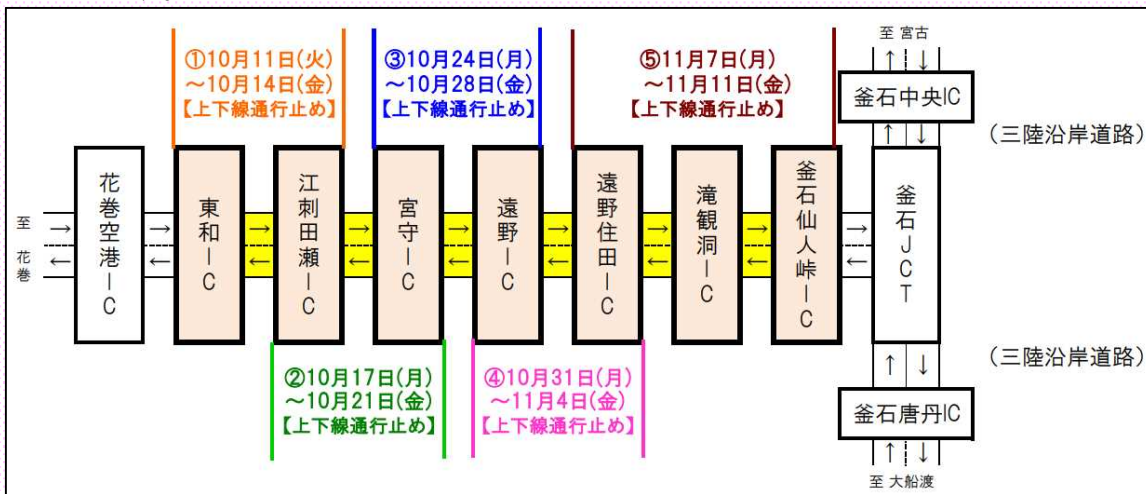 ①10月11日(火)
～10月14日(金)
【上下線通行止め】
③10月24日(月)
～10月28日(金)
【上下線通行止め】
⑤11月7日(月)
～11月11日(金)
【上下線通行止め】
至 宮古
↑ ↓
釜石中央IC
↑ ↓
(三陸沿岸道路)
至 花巻
→
←
花巻空港IC
→
←
東和IC
→
←
江刺田瀬IC
→
←
宮守IC
→
←
遠野IC
→
←
遠野住田IC
→
←
滝観洞IC
→
←
釜石仙人峠IC
→
←
釜石JCT
(三陸沿岸道路)
↑ ↓
釜石唐丹IC
↑ ↓
至 大船渡
②10月17日(月)
～10月21日(金)
【上下線通行止め】
④10月31日(月)
～11月4日(金)
【上下線通行止め】